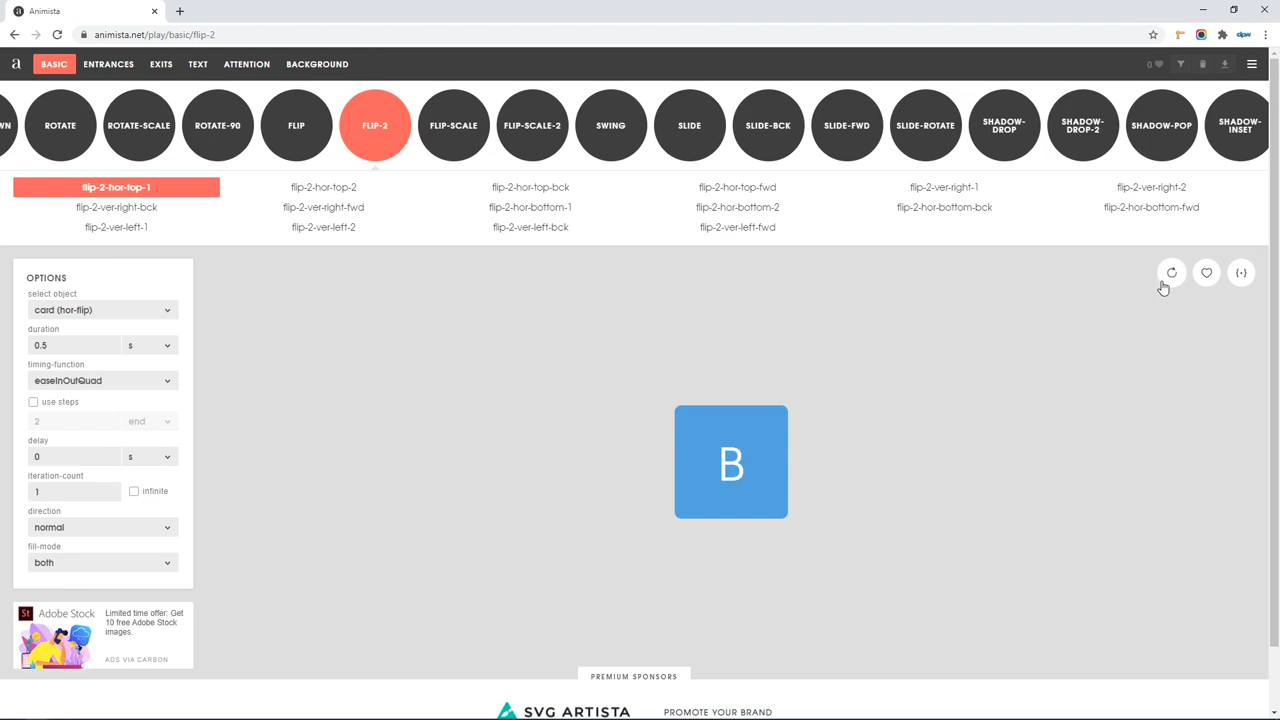 Animista
animista.net/play/basic/flip-2
dpw
a BASIC ENTRANCES EXITS TEXT ATTENTION BACKGROUND 0
WN ROTATE ROTATE-SCALE ROTATE-90 FLIP FLIP-2 FLIP-SCALE FLIP-SCALE-2 SWING SLIDE SLIDE-BCK SLIDE-FWD SLIDE-ROTATE SHADOW-DROP SHADOW-DROP-2 SHADOW-POP SHADOW-INSET
flip-2-hor-top-1 flip-2-hor-top-2 flip-2-hor-top-bck flip-2-hor-top-fwd flip-2-ver-right-1 flip-2-ver-right-2
flip-2-ver-right-bck flip-2-ver-right-fwd flip-2-hor-bottom-1 flip-2-hor-bottom-2 flip-2-hor-bottom-bck flip-2-hor-bottom-fwd
flip-2-ver-left-1 flip-2-ver-left-2 flip-2-ver-left-bck flip-2-ver-left-fwd
OPTIONS
select object
card (hor-flip)
duration
0.5 s
timing-function
easeInOutQuad
use steps
2 end
delay
0 s
iteration-count
1 infinite
direction
normal
fill-mode
both
B
{·}
St Adobe Stock
Limited time offer: Get
10 free Adobe Stock
images.
ADS VIA CARBON
PREMIUM SPONSORS
SVG ARTISTA PROMOTE YOUR BRAND